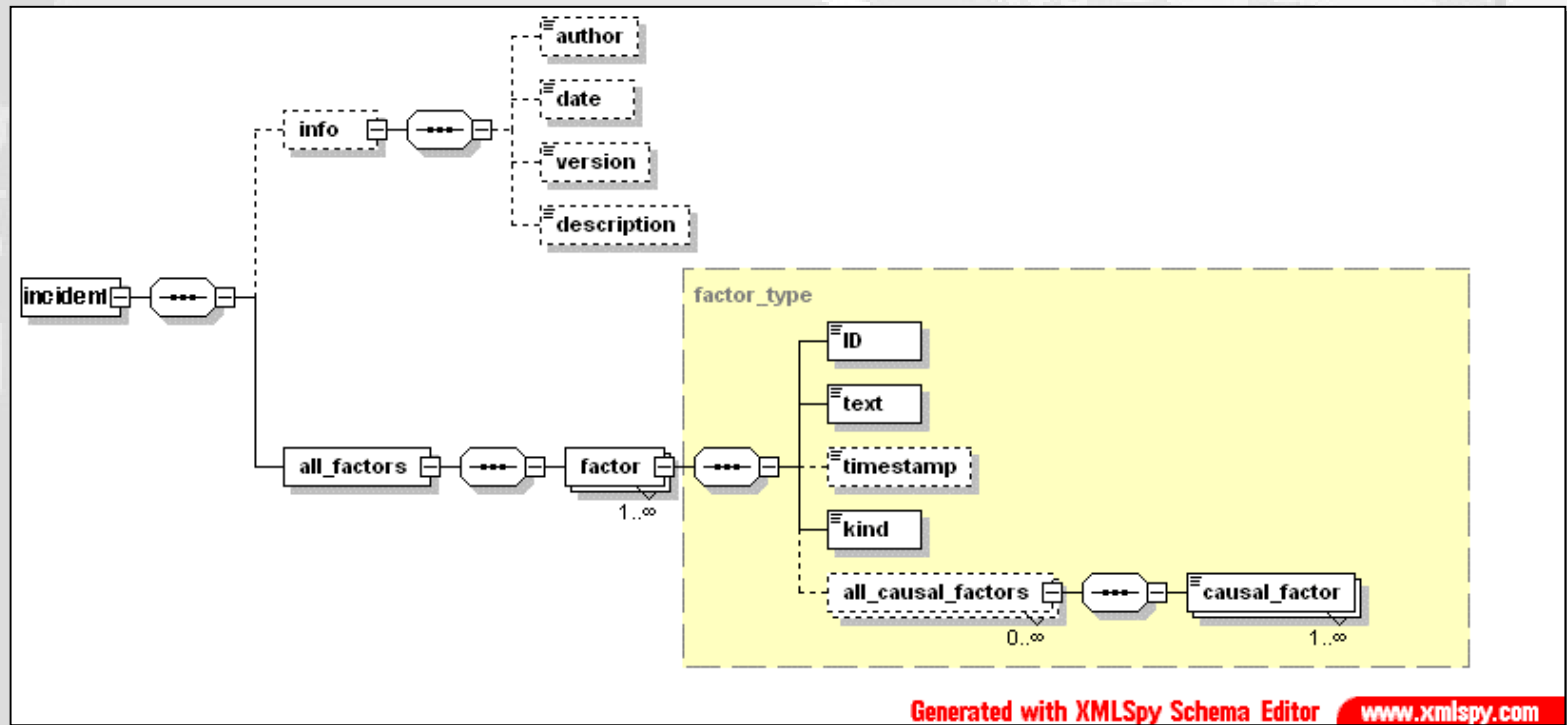 author
date
info
version
description
incident
factor_type
ID
text
all_factors
factor
timestamp
1..∞
kind
all_causal_factors
causal_factor
0..∞
1..∞
Generated with XMLSpy Schema Editor www.xmlspy.com